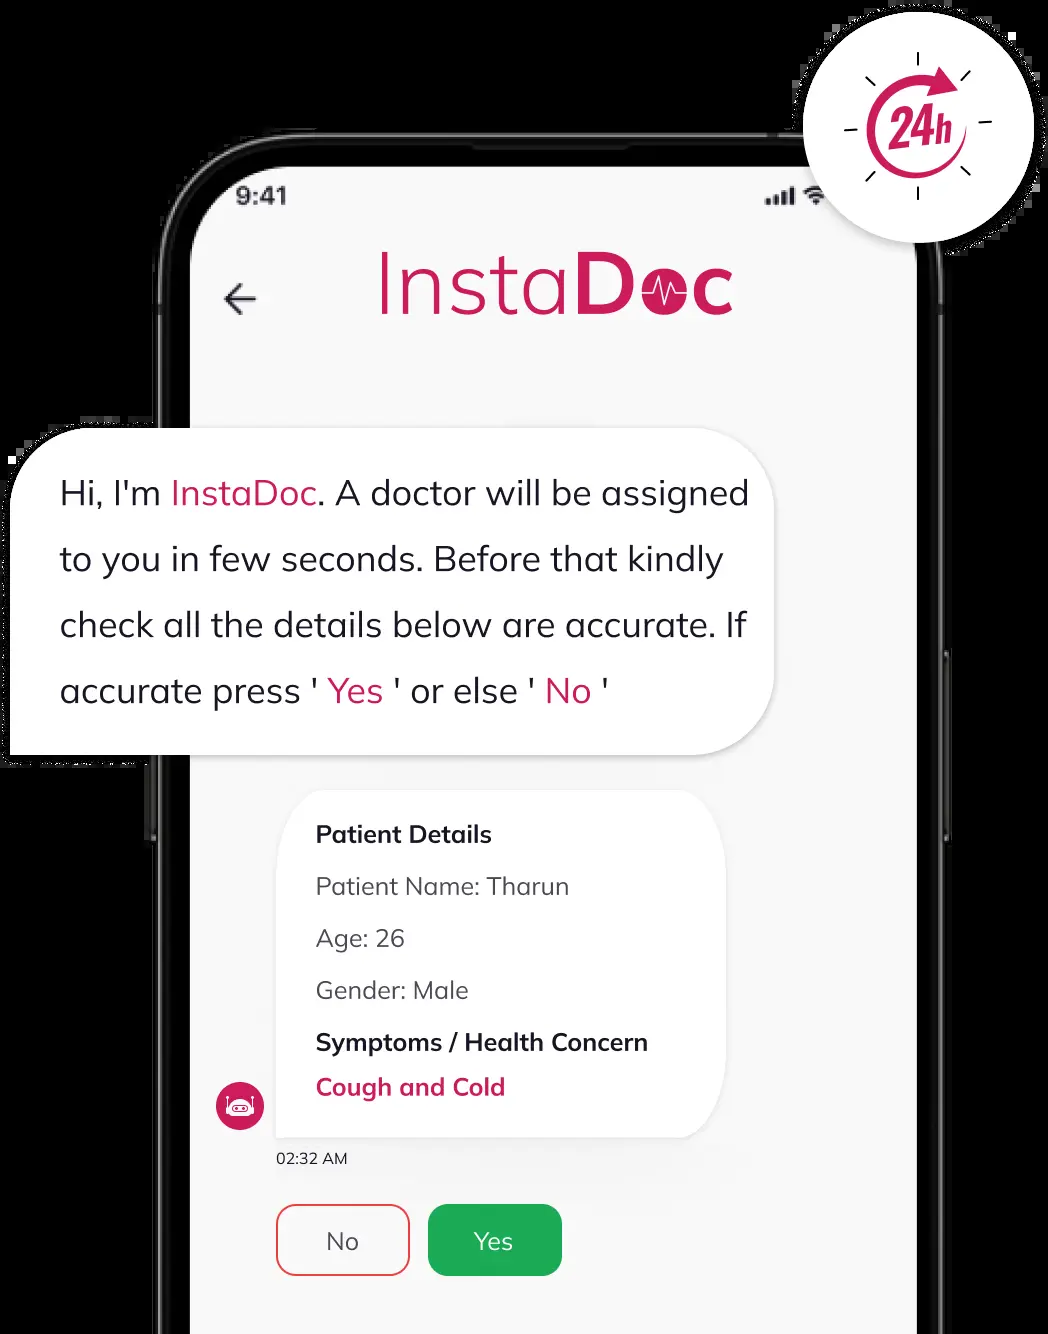 24h
9:41
InstaDoc
Hi, I'm InstaDoc. A doctor will be assigned
to you in few seconds. Before that kindly
check all the details below are accurate. If
accurate press ' Yes ' or else ' No '
Patient Details
Patient Name: Tharun
Age: 26
Gender: Male
Symptoms / Health Concern
Cough and Cold
02:32 AM
No
Yes